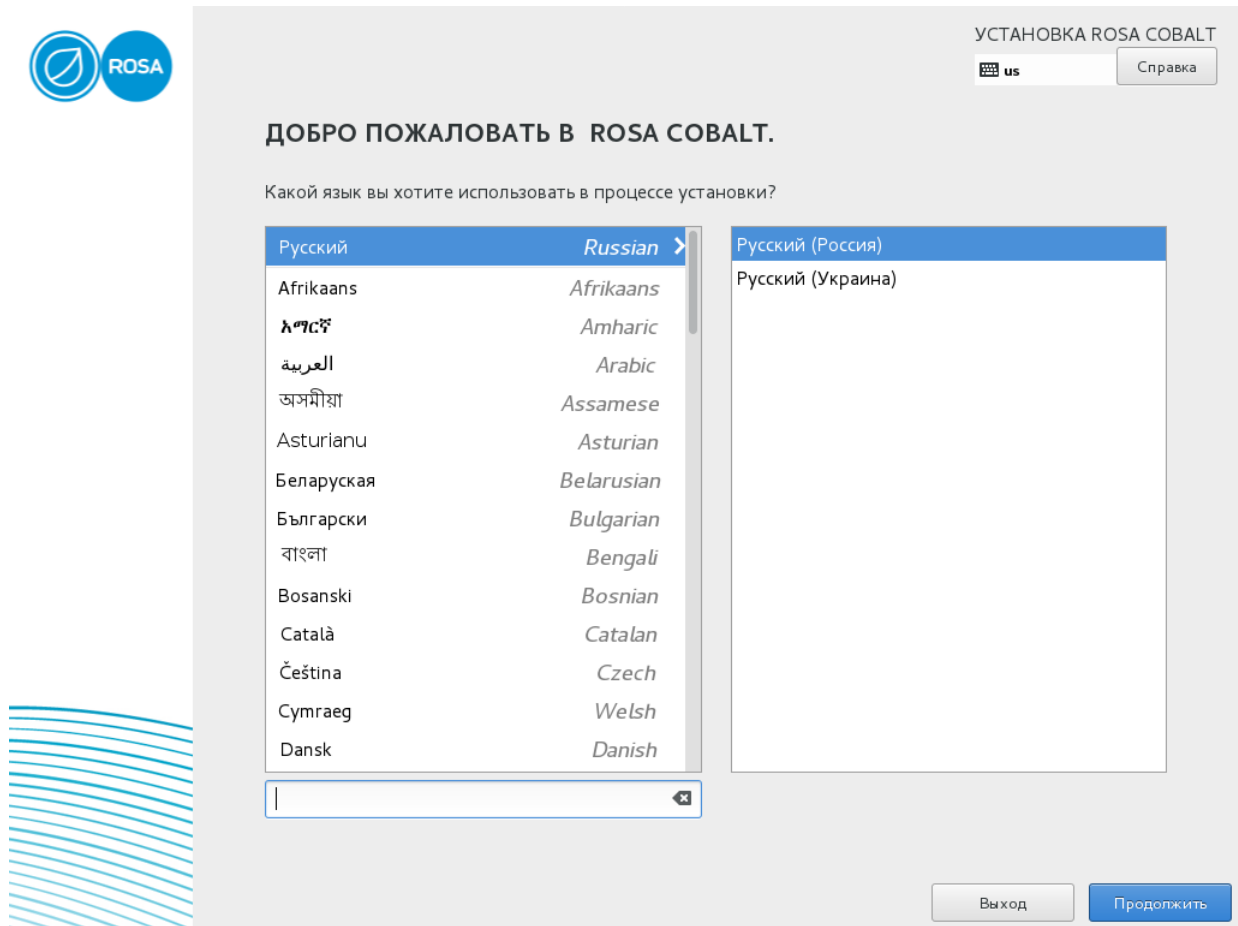 ROSA
УСТАНОВКА ROSA COBALT
us
Справка
ДОБРО ПОЖАЛОВАТЬ В  ROSA COBALT.
Какой язык вы хотите использовать в процессе установки?
Русский Russian
Afrikaans Afrikaans
አማርኛ Amharic
العربية Arabic
অসমীয়া Assamese
Asturianu Asturian
Беларуская Belarusian
Български Bulgarian
বাংলা Bengali
Bosanski Bosnian
Català Catalan
Čeština Czech
Cymraeg Welsh
Dansk Danish
Русский (Россия)
Русский (Украина)
Выход
Продолжить